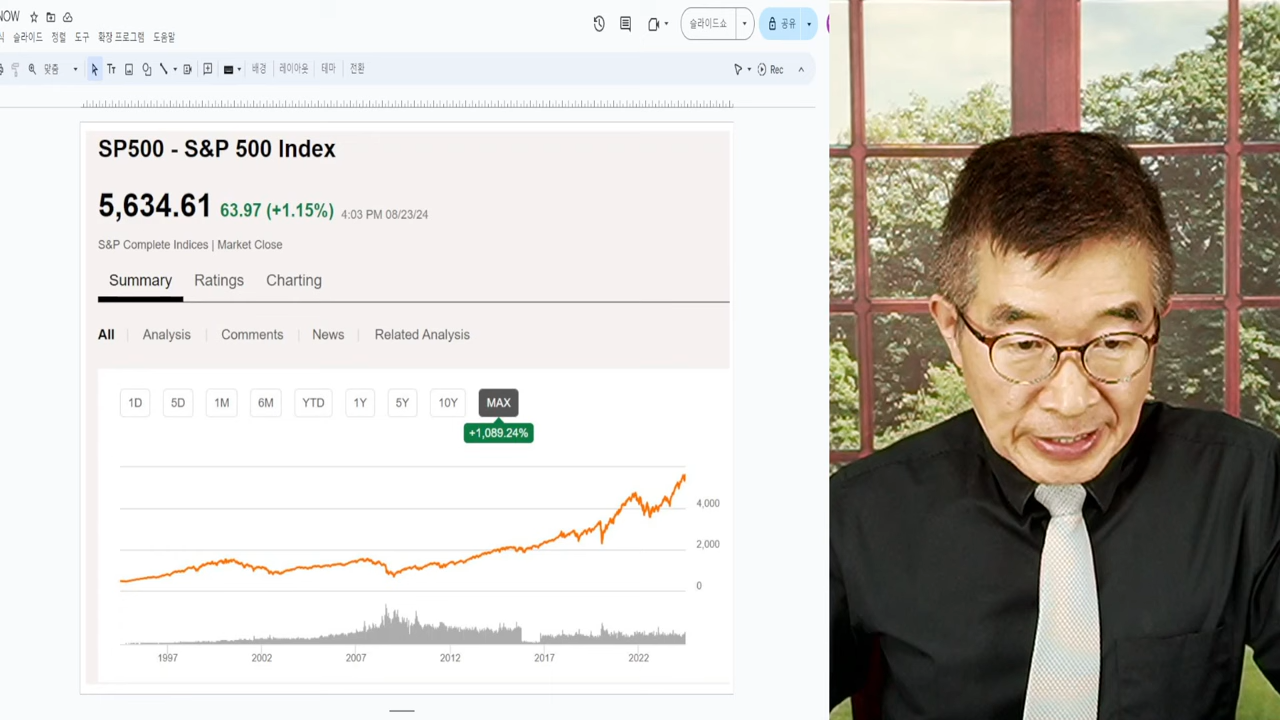 NOW
슬라이드쇼
공유
식 슬라이드 정렬 도구 확장 프로그램 도움말
맞춤 Tт 배경 레이아웃 테마 전환 Rec
SP500 - S&P 500 Index
5,634.61 63.97 (+1.15%) 4:03 PM 08/23/24
S&P Complete Indices | Market Close
Summary Ratings Charting
All Analysis Comments News Related Analysis
1D 5D 1M 6M YTD 1Y 5Y 10Y MAX
+1,089.24%
4,000
2,000
0
1997 2002 2007 2012 2017 2022